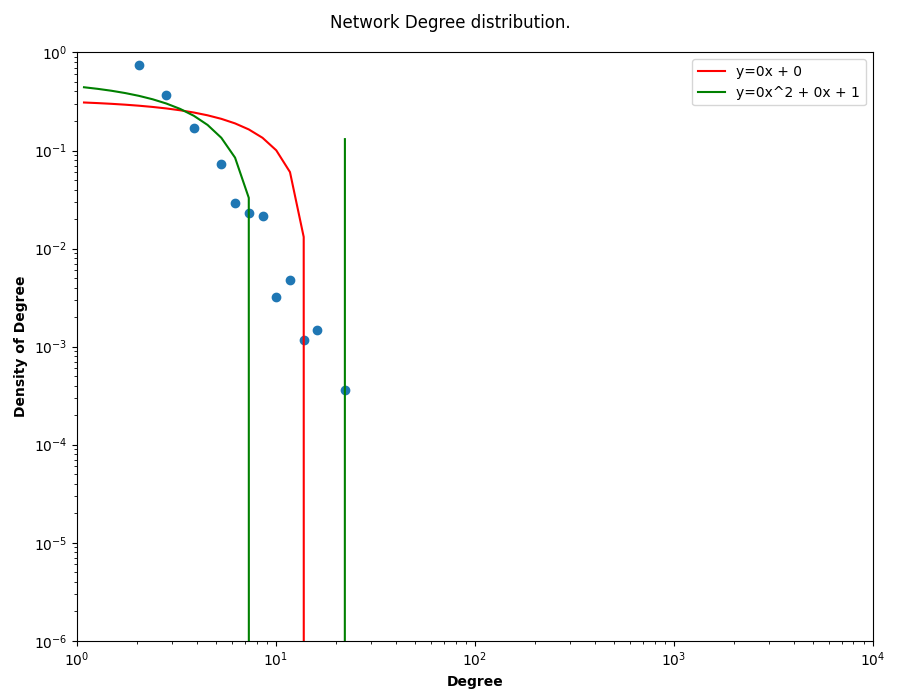 Network Degree distribution.
y=0x + 0
y=0x^2 + 0x + 1
10^0
10^-1
10^-2
10^-3
10^-4
10^-5
10^-6
Density of Degree
10^0 10^1 10^2 10^3 10^4
Degree